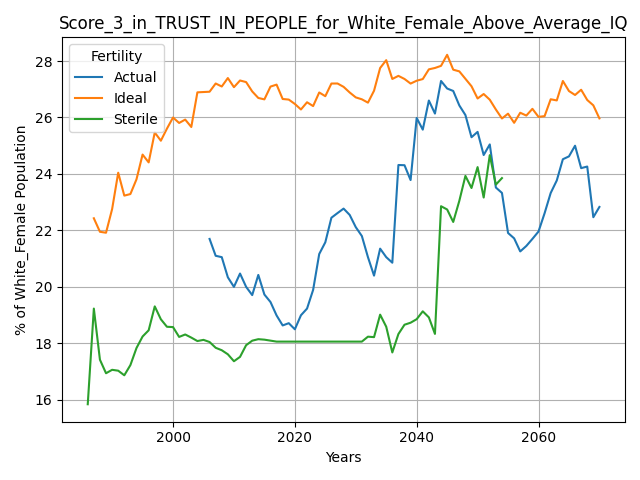 Score_3_in_TRUST_IN_PEOPLE_for_White_Female_Above_Average_IQ
Fertility
Actual
Ideal
Sterile
% of White_Female Population
28
26
24
22
20
18
16
2000
2020
2040
2060
Years